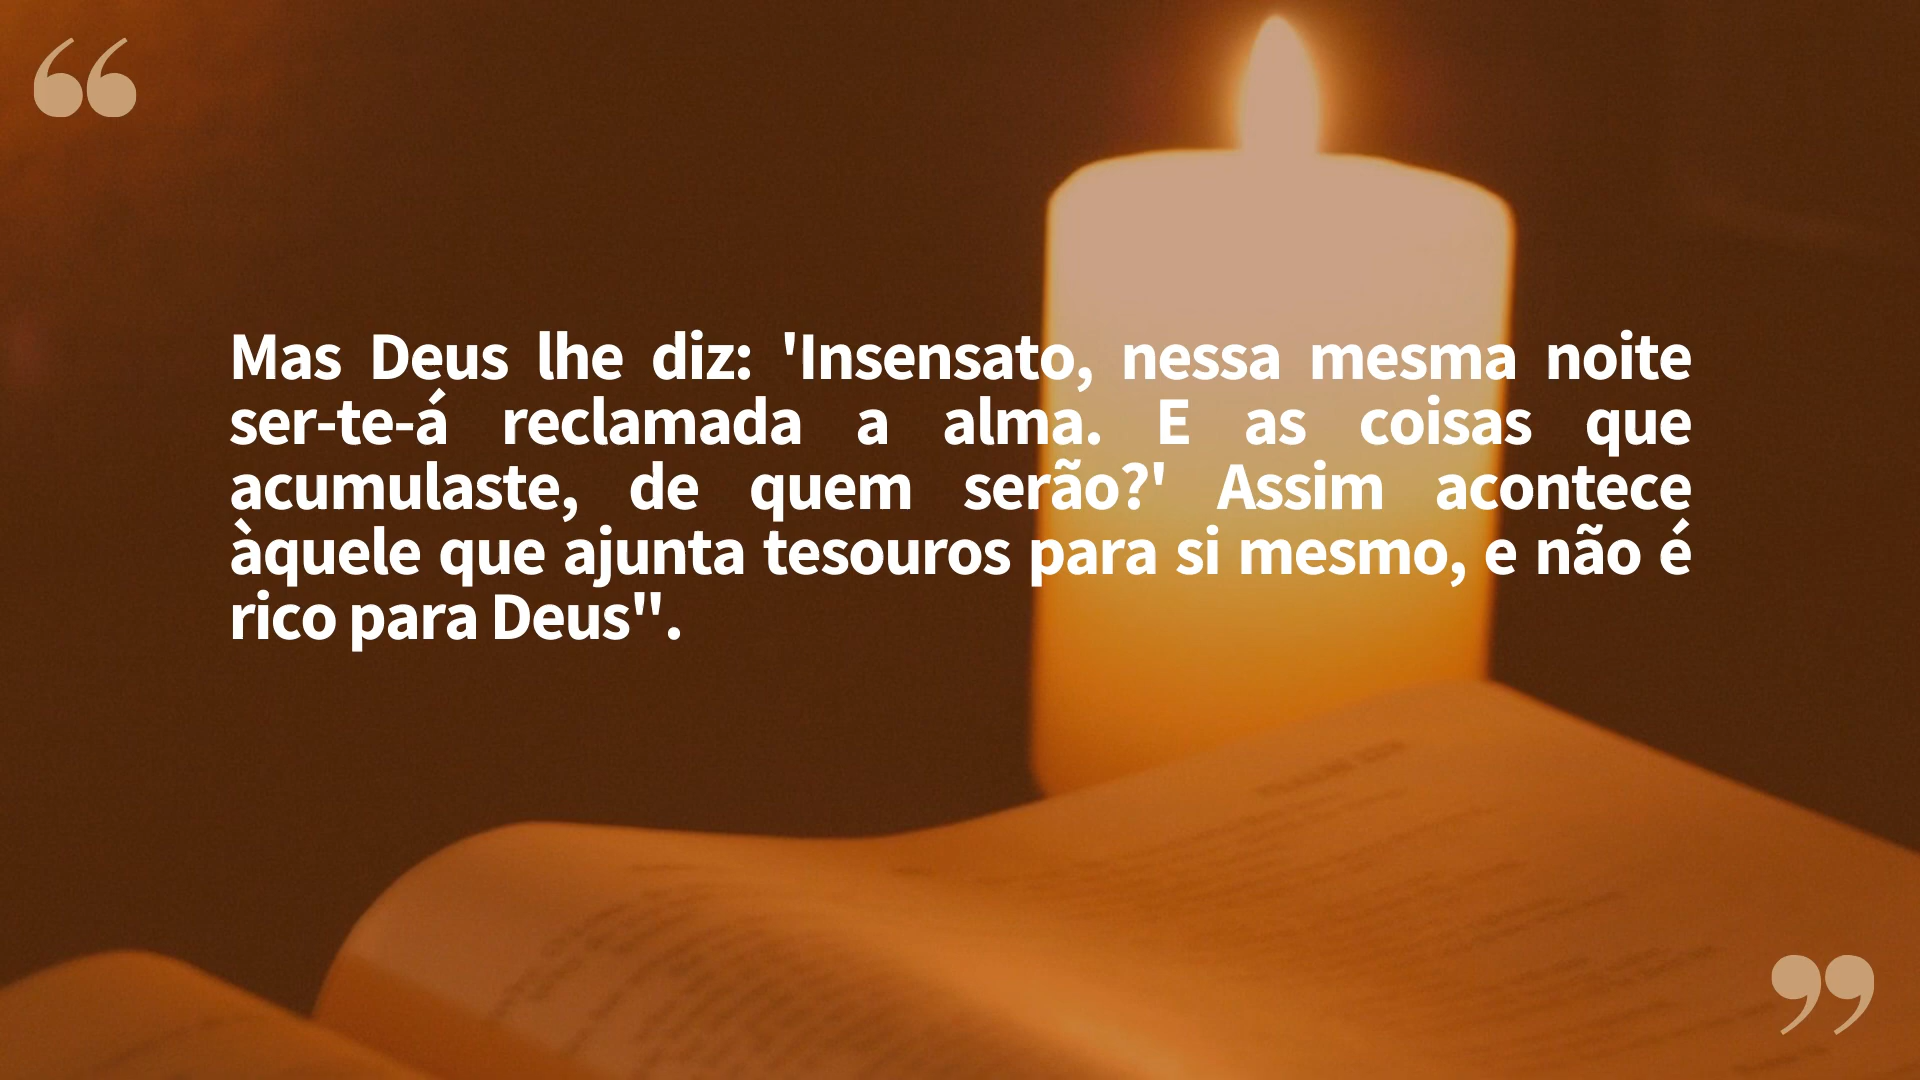 Mas Deus lhe diz: 'Insensato, nessa mesma noite
ser-te-á reclamada a alma. E as coisas que
acumulaste, de quem serão?' Assim acontece
àquele que ajunta tesouros para si mesmo, e não é
rico para Deus".